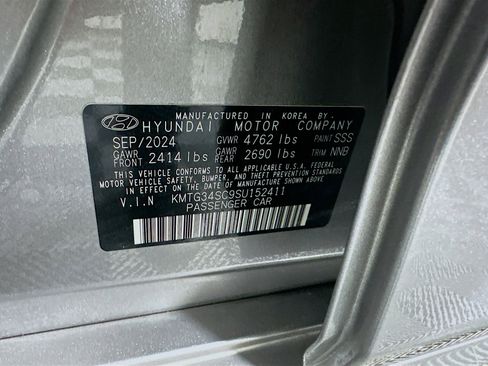 MANUFACTURED IN KOREA BY:
HYUNDAI MOTOR COMPANY
SEP/2024 GVWR 4762 lbs PAINT SSS
GAWR FRONT 2414 lbs GAWR REAR 2690 lbs TRIM NNB
THIS VEHICLE CONFORMS TO ALL APPLICABLE U.S.A. FEDERAL
MOTOR VEHICLE SAFETY, BUMPER, AND THEFT PREVENTION STANDARDS
IN EFFECT ON THE DATE OF MANUFACTURE SHOWN ABOVE.
V.I.N KMTG34SC9SU152411
PASSENGER CAR